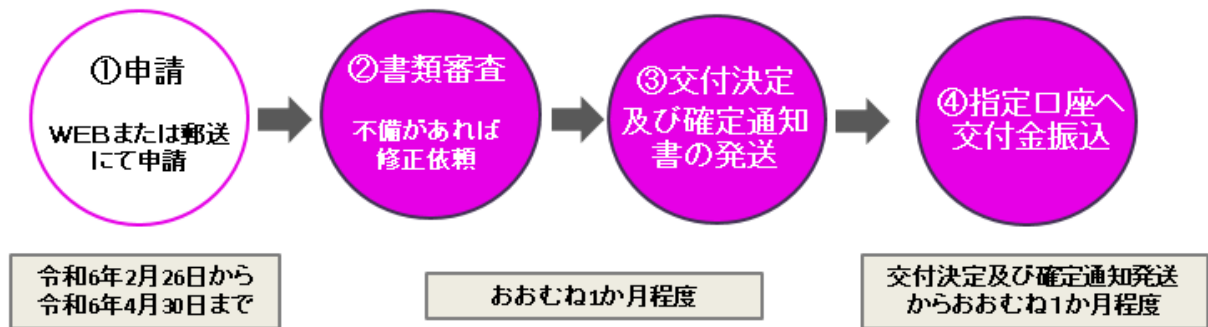 ①申請
WEBまたは郵送
にて申請
②書類審査
不備があれば
修正依頼
③交付決定
及び確定通知
書の発送
④指定口座へ
交付金振込
令和6年2月26日から
令和6年4月30日まで
おおむね1か月程度
交付決定及び確定通知発送
からおおむね1か月程度